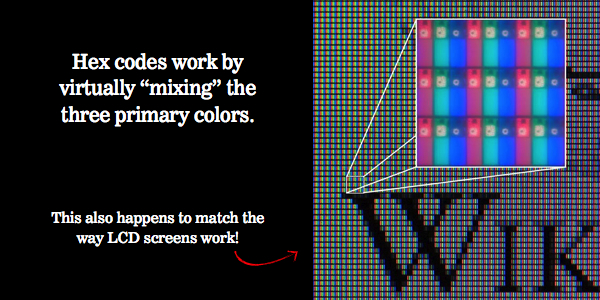 Hex codes work by
virtually “mixing” the
three primary colors.
This also happens to match the
way LCD screens work!
WIK